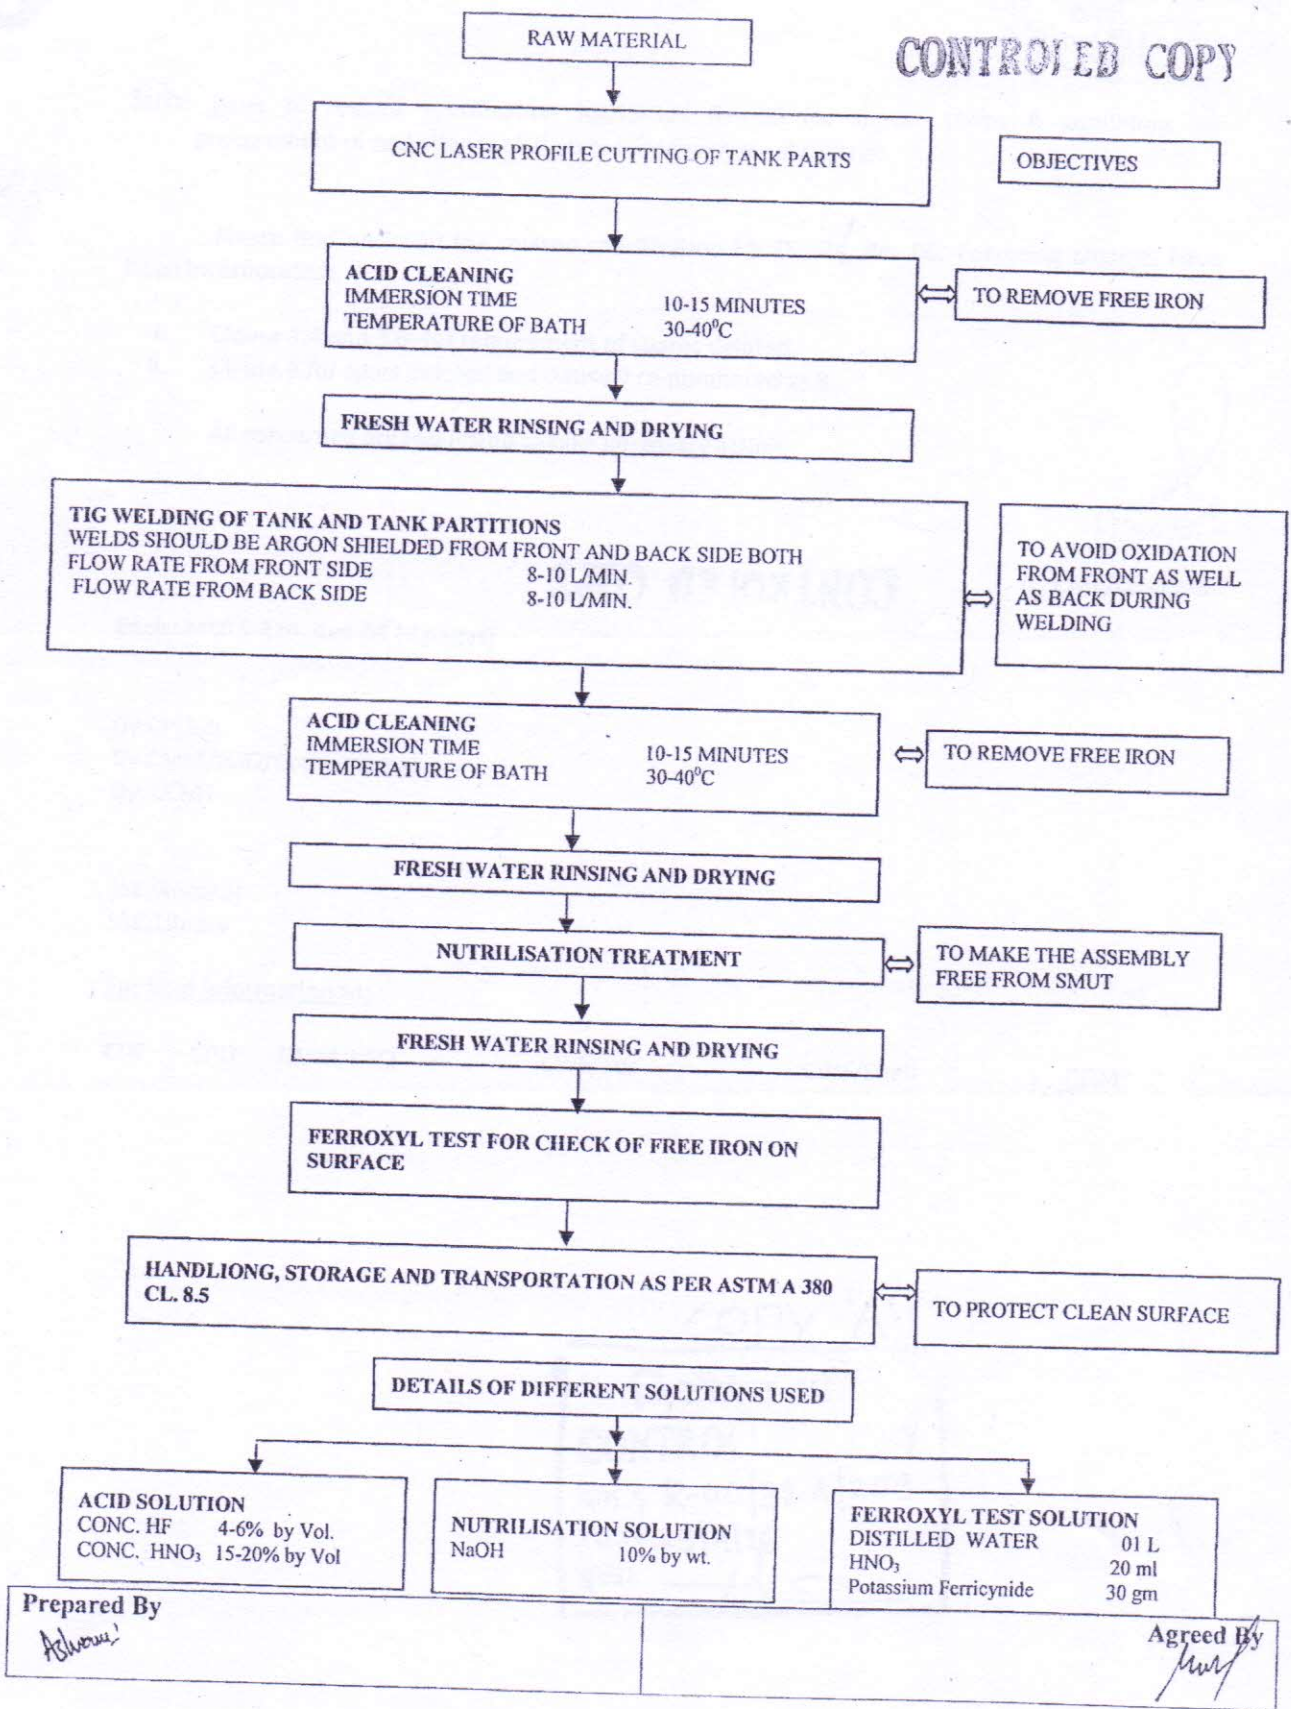 RAW MATERIAL
CONTROLED COPY
CNC LASER PROFILE CUTTING OF TANK PARTS
OBJECTIVES
ACID CLEANING
IMMERSION TIME 10-15 MINUTES
TEMPERATURE OF BATH 30-40⁰C
TO REMOVE FREE IRON
FRESH WATER RINSING AND DRYING
TIG WELDING OF TANK AND TANK PARTITIONS
WELDS SHOULD BE ARGON SHIELDED FROM FRONT AND BACK SIDE BOTH
FLOW RATE FROM FRONT SIDE 8-10 L/MIN.
FLOW RATE FROM BACK SIDE 8-10 L/MIN.
TO AVOID OXIDATION
FROM FRONT AS WELL
AS BACK DURING
WELDING
ACID CLEANING
IMMERSION TIME 10-15 MINUTES
TEMPERATURE OF BATH 30-40⁰C
TO REMOVE FREE IRON
FRESH WATER RINSING AND DRYING
NUTRILISATION TREATMENT
TO MAKE THE ASSEMBLY
FREE FROM SMUT
FRESH WATER RINSING AND DRYING
FERROXYL TEST FOR CHECK OF FREE IRON ON
SURFACE
HANDLIONG, STORAGE AND TRANSPORTATION AS PER ASTM A 380
CL. 8.5
TO PROTECT CLEAN SURFACE
DETAILS OF DIFFERENT SOLUTIONS USED
ACID SOLUTION
CONC. HF 4-6% by Vol.
CONC. HNO₃ 15-20% by Vol
NUTRILISATION SOLUTION
NaOH 10% by wt.
FERROXYL TEST SOLUTION
DISTILLED WATER 01 L
HNO₃ 20 ml
Potassium Ferricynide 30 gm
Prepared By
Agreed By